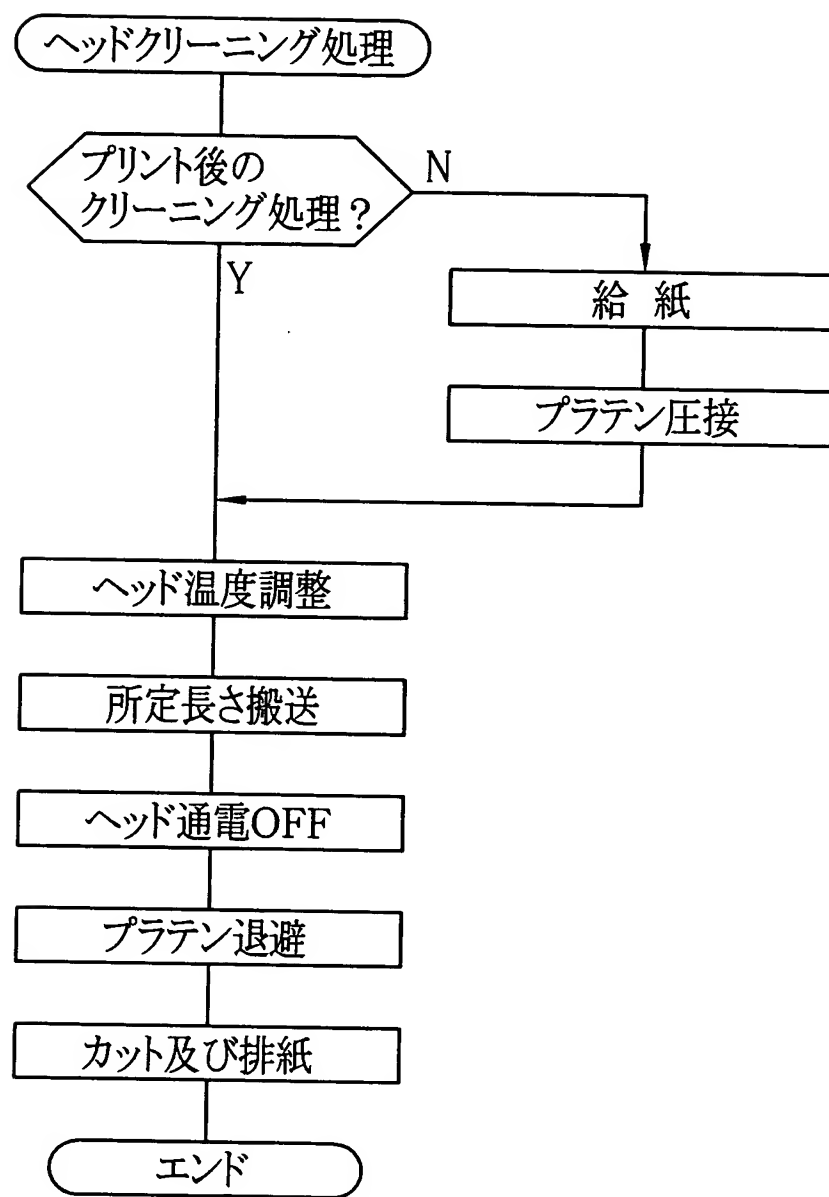 ヘッドクリーニング処理
プリント後の
クリーニング処理？
N
Y
給 紙
プラテン圧接
ヘッド温度調整
所定長さ搬送
ヘッド通電OFF
プラテン退避
カット及び排紙
エンド